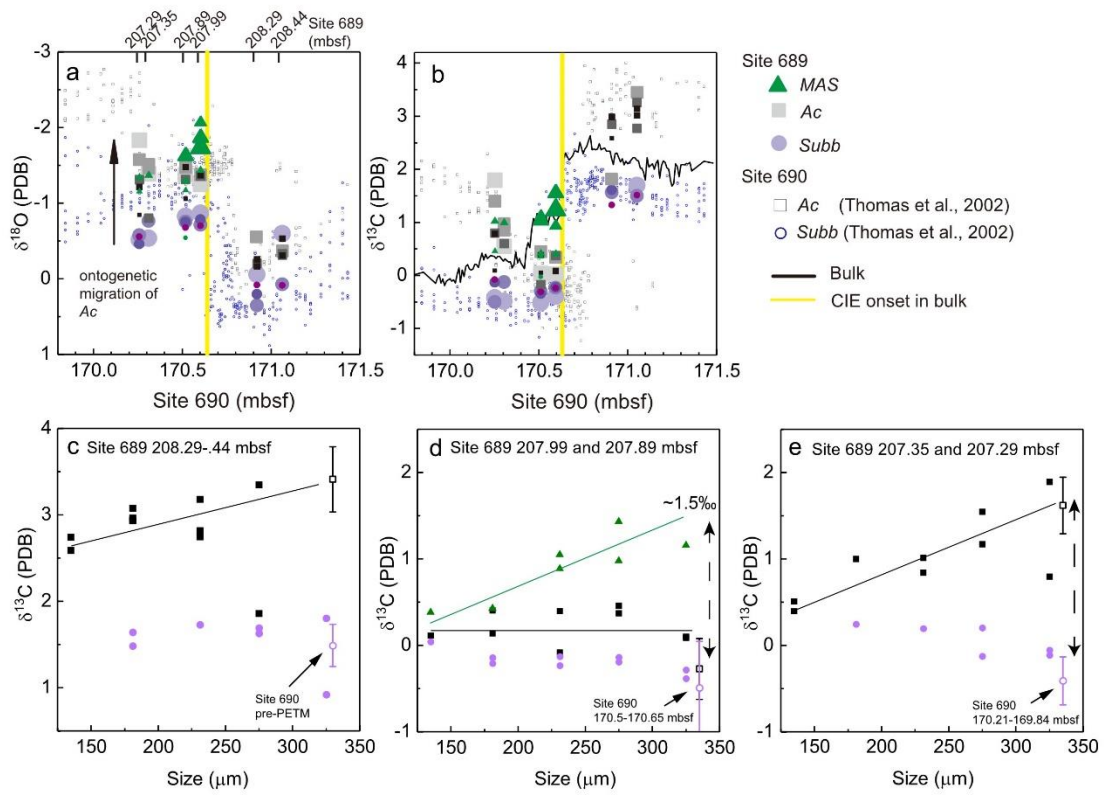 207.29
207.35
207.89
207.99
208.29
208.44
Site 689
(mbsf)
a
-3
-2
-1
0
1
δ18O (PDB)
ontogenetic
migration of
Ac
170.0
170.5
171.0
171.5
Site 690 (mbsf)
b
4
3
2
1
0
-1
δ13C (PDB)
170.0
170.5
171.0
171.5
Site 690 (mbsf)
Site 689
MAS
Ac
Subb
Site 690
Ac (Thomas et al., 2002)
Subb (Thomas et al., 2002)
Bulk
CIE onset in bulk
c Site 689 208.29-.44 mbsf
4
3
2
1
δ13C (PDB)
Site 690
pre-PETM
150
200
250
300
350
Size (μm)
d Site 689 207.99 and 207.89 mbsf
2
1
0
-1
δ13C (PDB)
~1.5‰
Site 690
170.5-170.65 mbsf
150
200
250
300
350
Size (μm)
e Site 689 207.35 and 207.29 mbsf
2
1
0
-1
δ13C (PDB)
Site 690
170.21-169.84 mbsf
150
200
250
300
350
Size (μm)